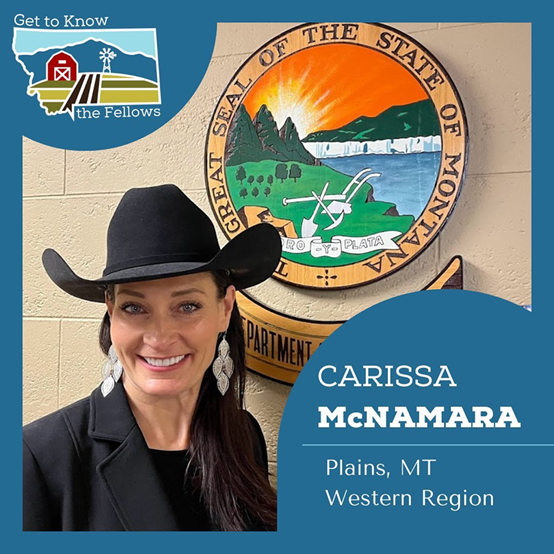 Get to Know
the Fellows
GREAT SEAL OF THE STATE OF MONTANA
ORO -Y- PLATA
PARTMENT
CARISSA
McNAMARA
Plains, MT
Western Region